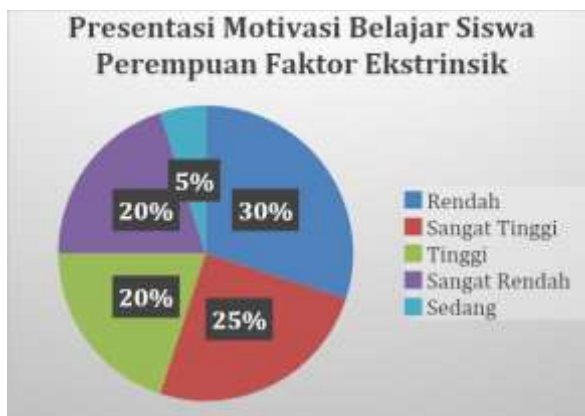 Presentasi Motivasi Belajar Siswa
Perempuan Faktor Ekstrinsik
5%
20%
30%
20%
25%
Rendah
Sangat Tinggi
Tinggi
Sangat Rendah
Sedang